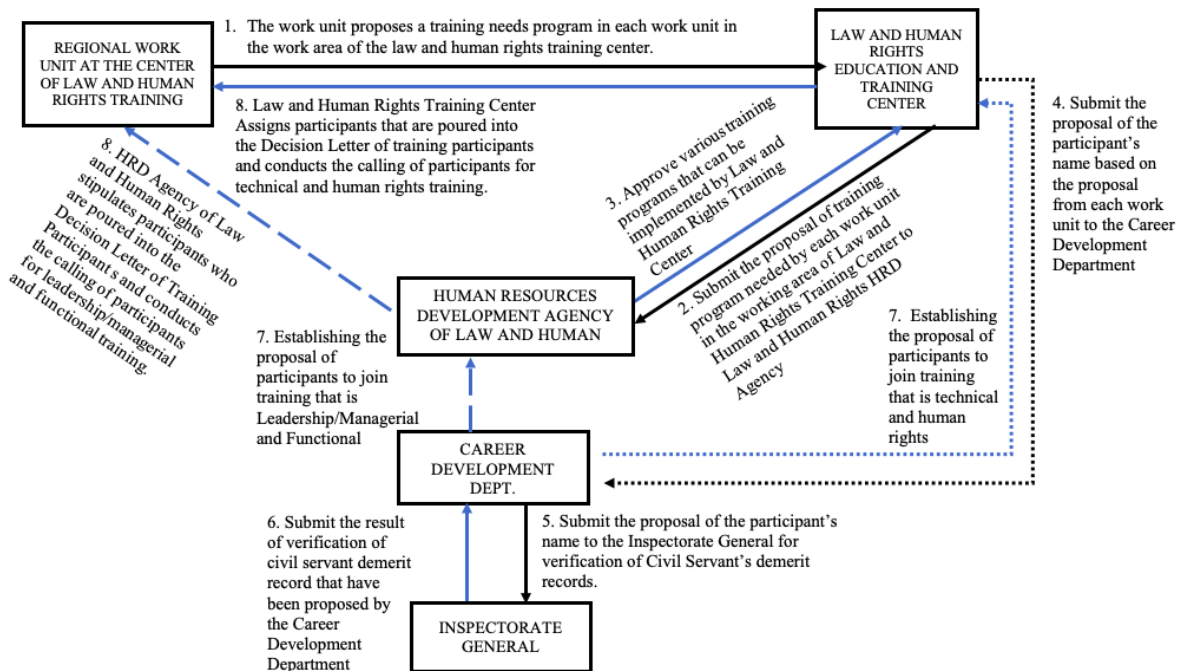 1. The work unit proposes a training needs program in each work unit in
the work area of the law and human rights training center.
REGIONAL WORK
UNIT AT THE CENTER
OF LAW AND HUMAN
RIGHTS TRAINING
LAW AND HUMAN
RIGHTS
EDUCATION AND
TRAINING
CENTER
8. Law and Human Rights Training Center
Assigns participants that are poured into
the Decision Letter of training participants
and conducts the calling of participants for
technical and human rights training.
3. Approve various training
programs that can be
implemented by Law and
Human Rights Training
Center
4. Submit the
proposal of the
participant's
name based on
the proposal
from each work
unit to the Career
Development
Department
8. HRD Agency of Law
and Human Rights
stipulates participants who
are poured into the
Decision Letter of Training
Participant's and conducts
the calling of participants
for leadership/managerial
and functional training.
2. Submit the proposal of training
program needed by each work unit
in the working area of Law and
Human Rights Training Center to
Law and Human Rights HRD
Agency
HUMAN RESOURCES
DEVELOPMENT AGENCY
OF LAW AND HUMAN
7. Establishing the
proposal of
participants to join
training that is
Leadership/Managerial
and Functional
7. Establishing
the proposal of
participants to
join training
that is technical
and human
rights
CAREER
DEVELOPMENT
DEPT.
6. Submit the result
of verification of
civil servant demerit
record that have
been proposed by
the Career
Development
Department
5. Submit the proposal of the participant's
name to the Inspectorate General for
verification of Civil Servant's demerit
records.
INSPECTORATE
GENERAL